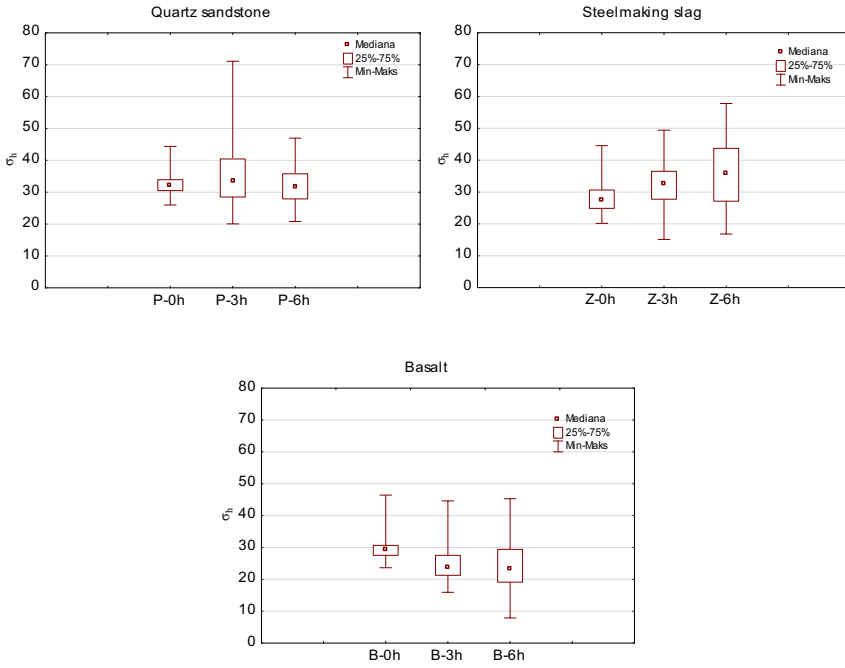 Quartz sandstone
80
70
60
50
40
30
20
10
0
σh
Mediana
25%-75%
Min-Maks
P-0h P-3h P-6h
Steelmaking slag
80
70
60
50
40
30
20
10
0
σh
Mediana
25%-75%
Min-Maks
Z-0h Z-3h Z-6h
Basalt
80
70
60
50
40
30
20
10
0
σh
Mediana
25%-75%
Min-Maks
B-0h B-3h B-6h